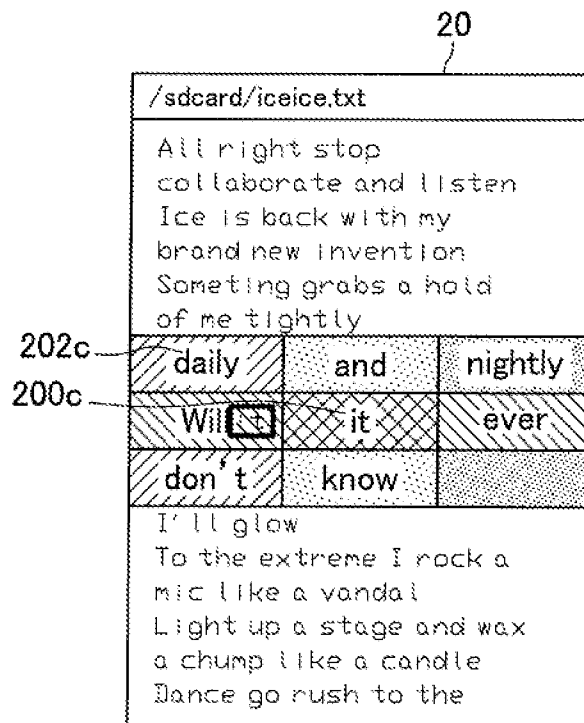 20
/sdcard/iceice.txt
All right stop
collaborate and listen
Ice is back with my
brand new invention
Someting grabs a hold
of me tightly
202c
daily and nightly
200c
Will t it ever
don't know
I'll glow
To the extreme I rock a
mic like a vandal
Light up a stage and wax
a chump like a candle
Dance go rush to the